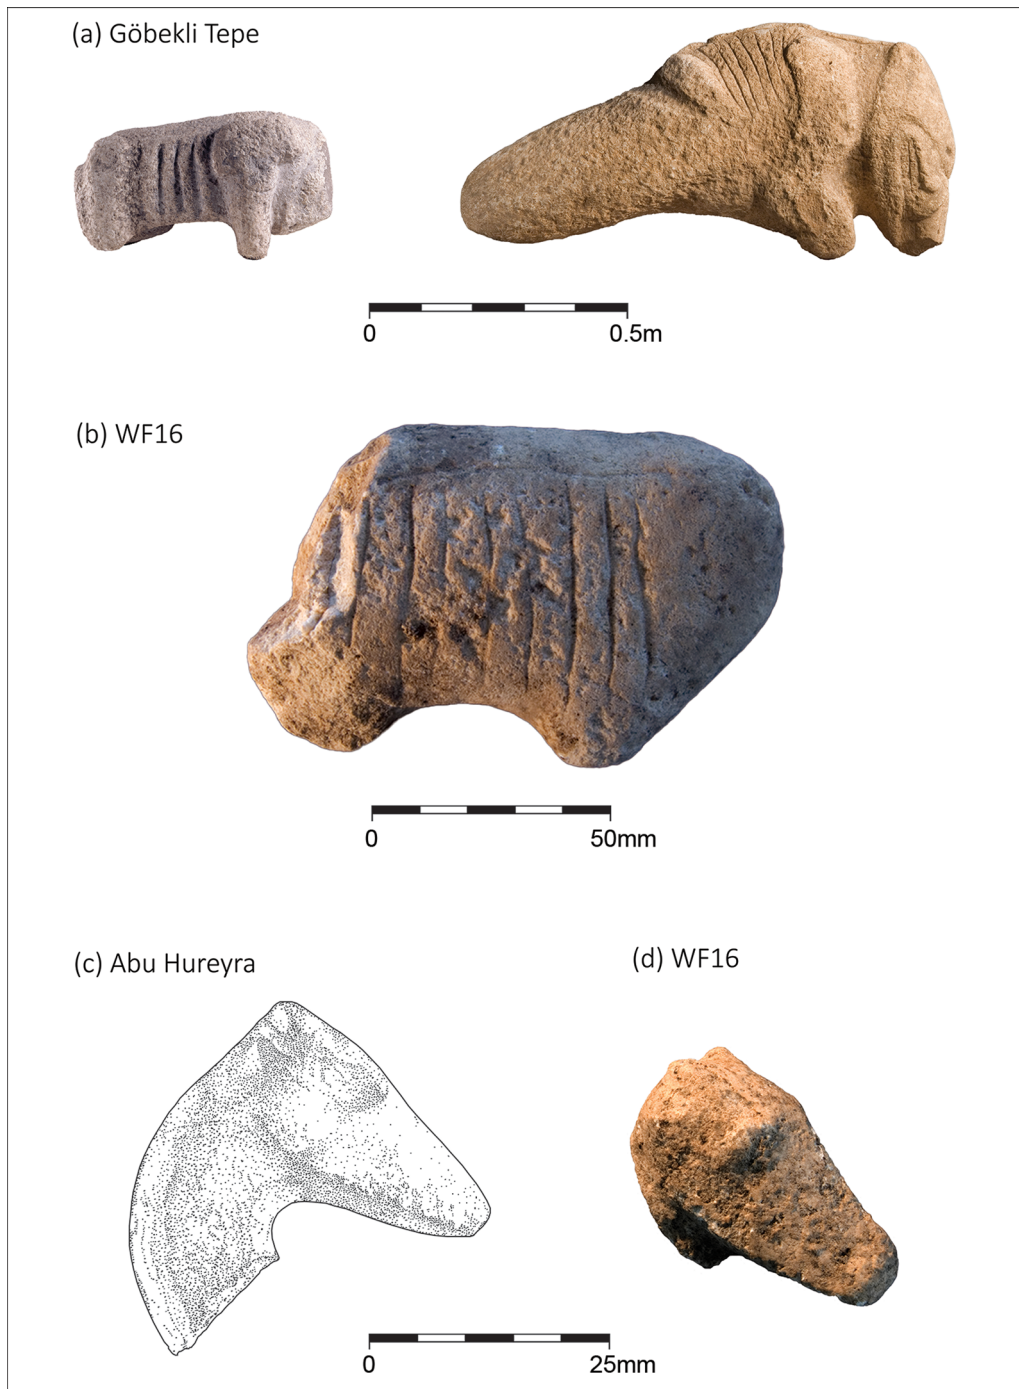 (a) Göbekli Tepe
0 0.5m
(b) WF16
0 50mm
(c) Abu Hureyra
(d) WF16
0 25mm